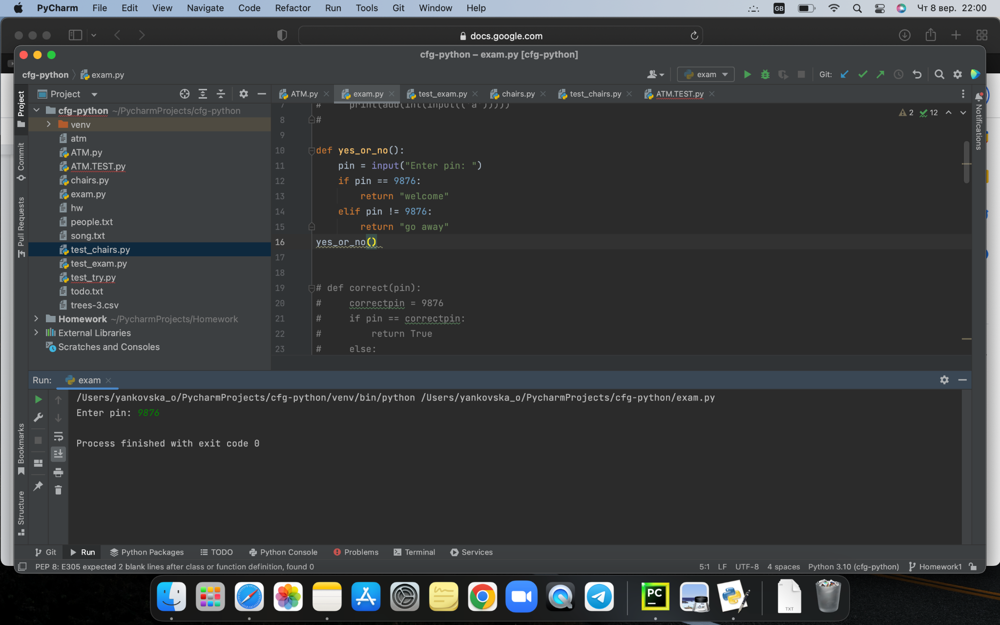 PyCharm File Edit View Navigate Code Refactor Run Tools Git Window Help GB Чт 8 вер. 22:00
docs.google.com
cfg-python – exam.py [cfg-python]
cfg-python exam.py exam Git:
Project
ATM.py exam.py test_exam.py chairs.py test_chairs.py ATM.TEST.py
Project
Commit
Pull Requests
Bookmarks
Structure
Notifications
cfg-python ~/PycharmProjects/cfg-python
venv
atm
ATM.py
ATM.TEST.py
chairs.py
exam.py
hw
people.txt
song.txt
test_chairs.py
test_exam.py
test_try.py
todo.txt
trees-3.csv
Homework ~/PycharmProjects/Homework
External Libraries
Scratches and Consoles
2 12
7 # print(add(int(input(('a')))))
8 #
9
10 def yes_or_no():
11 pin = input("Enter pin: ")
12 if pin == 9876:
13 return "welcome"
14 elif pin != 9876:
15 return "go away"
16 yes_or_no()
17
18
19 # def correct(pin):
20 # correctpin = 9876
21 # if pin == correctpin:
22 # return True
23 # else:
Run: exam
/Users/yankovska_o/PycharmProjects/cfg-python/venv/bin/python /Users/yankovska_o/PycharmProjects/cfg-python/exam.py
Enter pin: 9876
Process finished with exit code 0
Git Run Python Packages TODO Python Console Problems Terminal Services
PEP 8: E305 expected 2 blank lines after class or function definition, found 0 5:1 LF UTF-8 4 spaces Python 3.10 (cfg-python) Homework1
PC
TXT